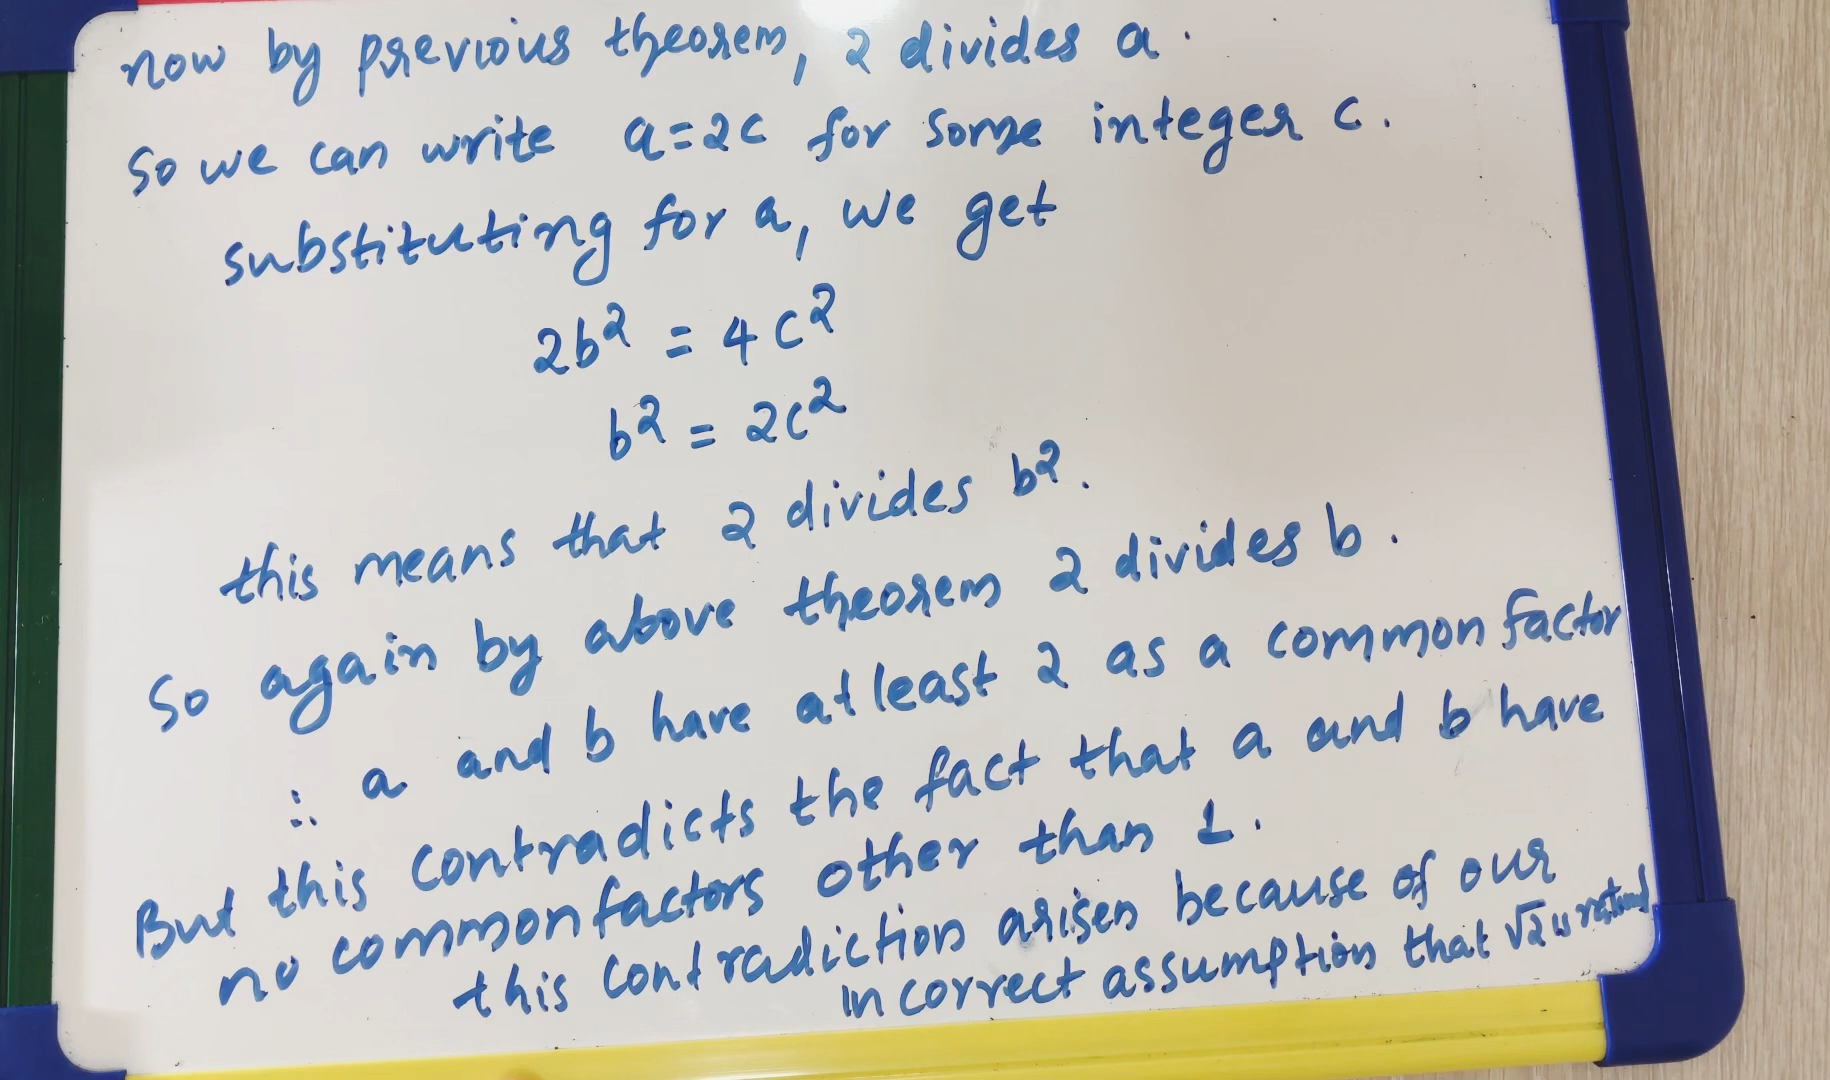 now by previous theorem, 2 divides a.
So we can write a=2c for some integer c.
substituting for a, we get
2b² = 4c²
b² = 2c²
this means that 2 divides b².
So again by above theorem 2 divides b.
∴ a and b have atleast 2 as a common factor
But this contradicts the fact that a and b have
no common factors other than 1.
this contradiction arises because of our
incorrect assumption that √2 is rational